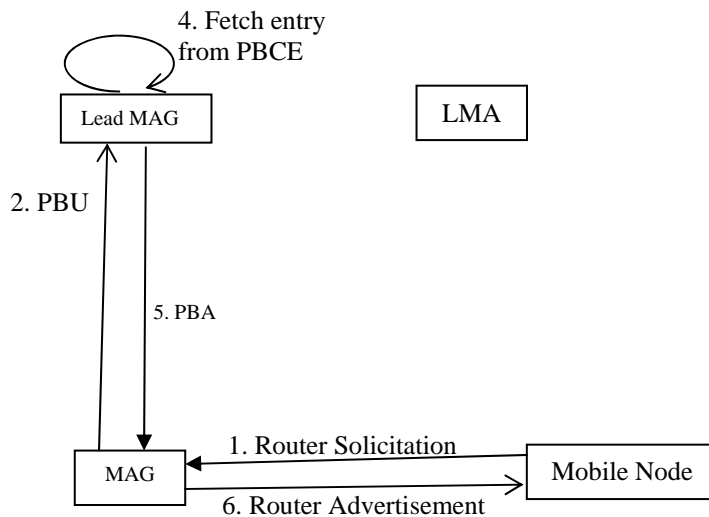 4. Fetch entry
from PBCE
Lead MAG
LMA
2. PBU
5. PBA
1. Router Solicitation
MAG
Mobile Node
6. Router Advertisement